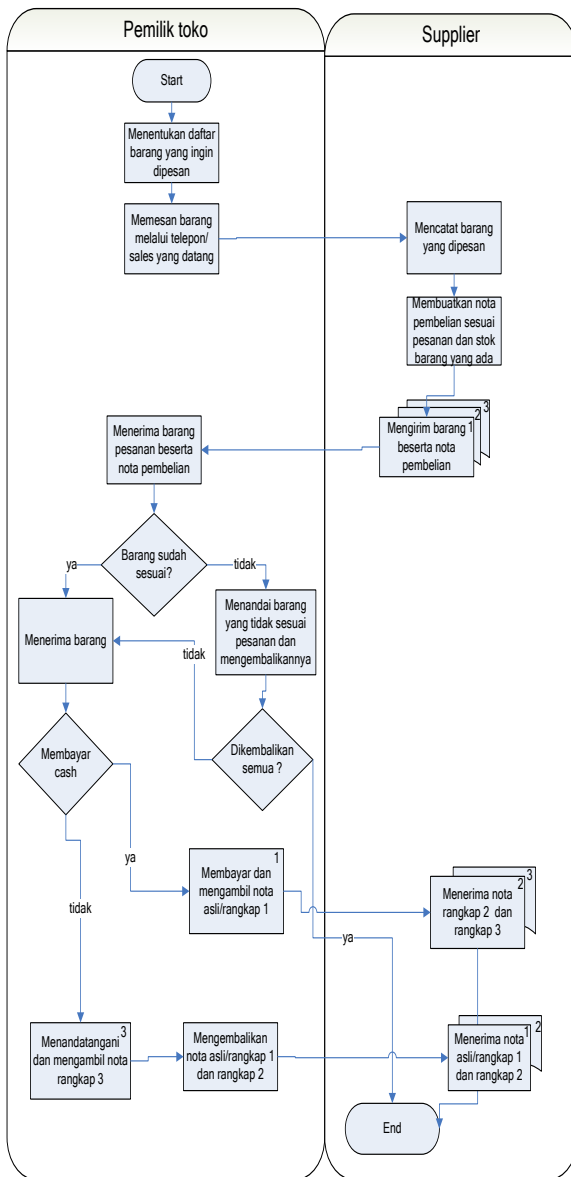 Pemilik toko
Supplier
Start
Menentukan daftar
barang yang ingin
dipesan
Memesan barang
melalui telepon/
sales yang datang
Mencatat barang
yang dipesan
Membuatkan nota
pembelian sesuai
pesanan dan stok
barang yang ada
3
2
1
Mengirim barang
beserta nota
pembelian
Menerima barang
pesanan beserta
nota pembelian
Barang sudah
sesuai?
ya
tidak
Menerima barang
Menandai barang
yang tidak sesuai
pesanan dan
mengembalikannya
tidak
Dikembalikan
semua ?
Membayar
cash
ya
tidak
1
Membayar dan
mengambil nota
asli/rangkap 1
3
2
Menerima nota
rangkap 2 dan
rangkap 3
ya
3
Menandatangani
dan mengambil nota
rangkap 3
Mengembalikan
nota asli/rangkap 1
dan rangkap 2
2
1
Menerima nota
asli/rangkap 1
dan rangkap 2
End